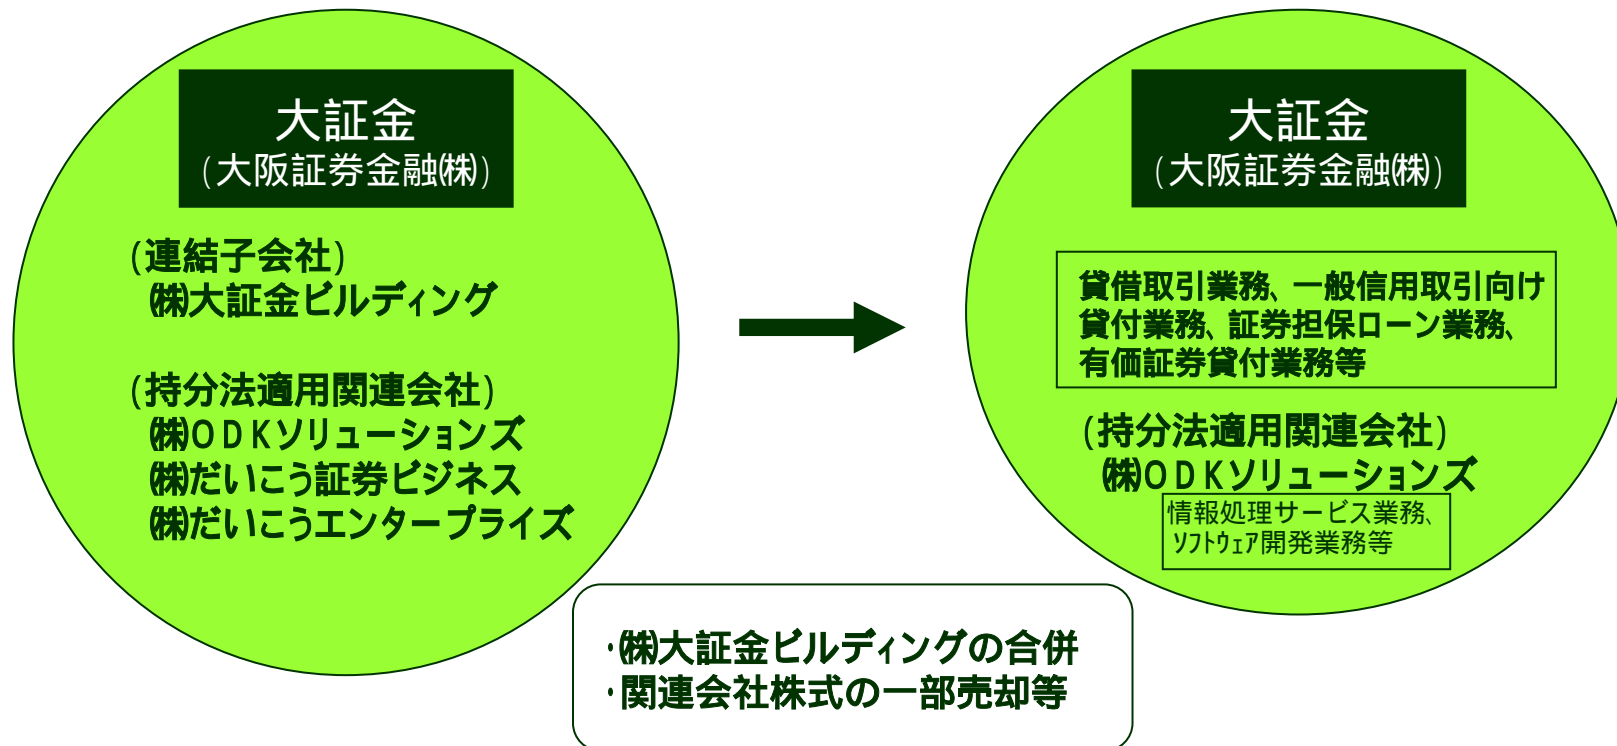 大証金
(大阪証券金融㈱)
(連結子会社)
㈱大証金ビルディング
(持分法適用関連会社)
㈱ODKソリューションズ
㈱だいこう証券ビジネス
㈱だいこうエンタープライズ
大証金
(大阪証券金融㈱)
貸借取引業務、一般信用取引向け
貸付業務、証券担保ローン業務、
有価証券貸付業務等
(持分法適用関連会社)
㈱ODKソリューションズ
情報処理サービス業務、
ソフトウェア開発業務等
・㈱大証金ビルディングの合併
・関連会社株式の一部売却等